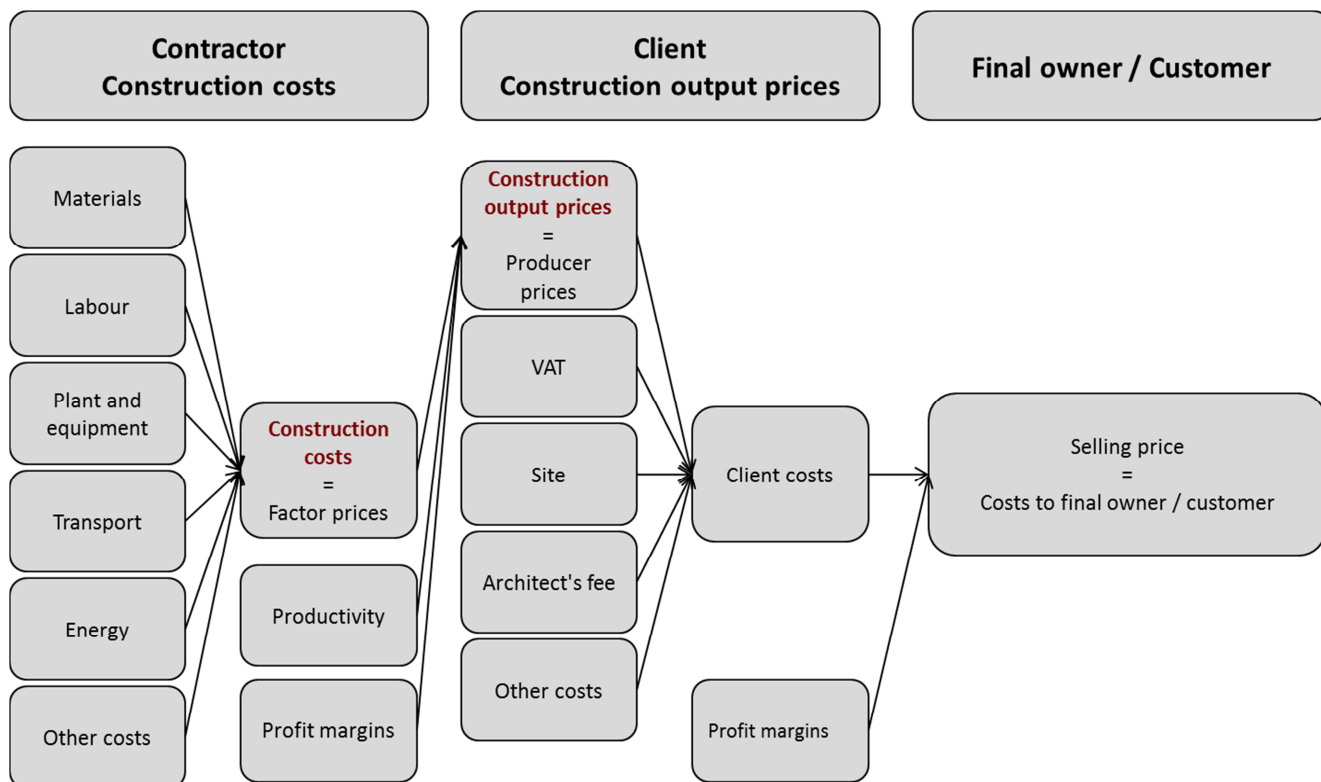 Contractor
Construction costs
Client
Construction output prices
Final owner / Customer
Materials
Labour
Plant and
equipment
Transport
Energy
Other costs
Construction
costs
=
Factor prices
Productivity
Profit margins
Construction
output prices
=
Producer
prices
VAT
Site
Architect's fee
Other costs
Client costs
Profit margins
Selling price
=
Costs to final owner / customer